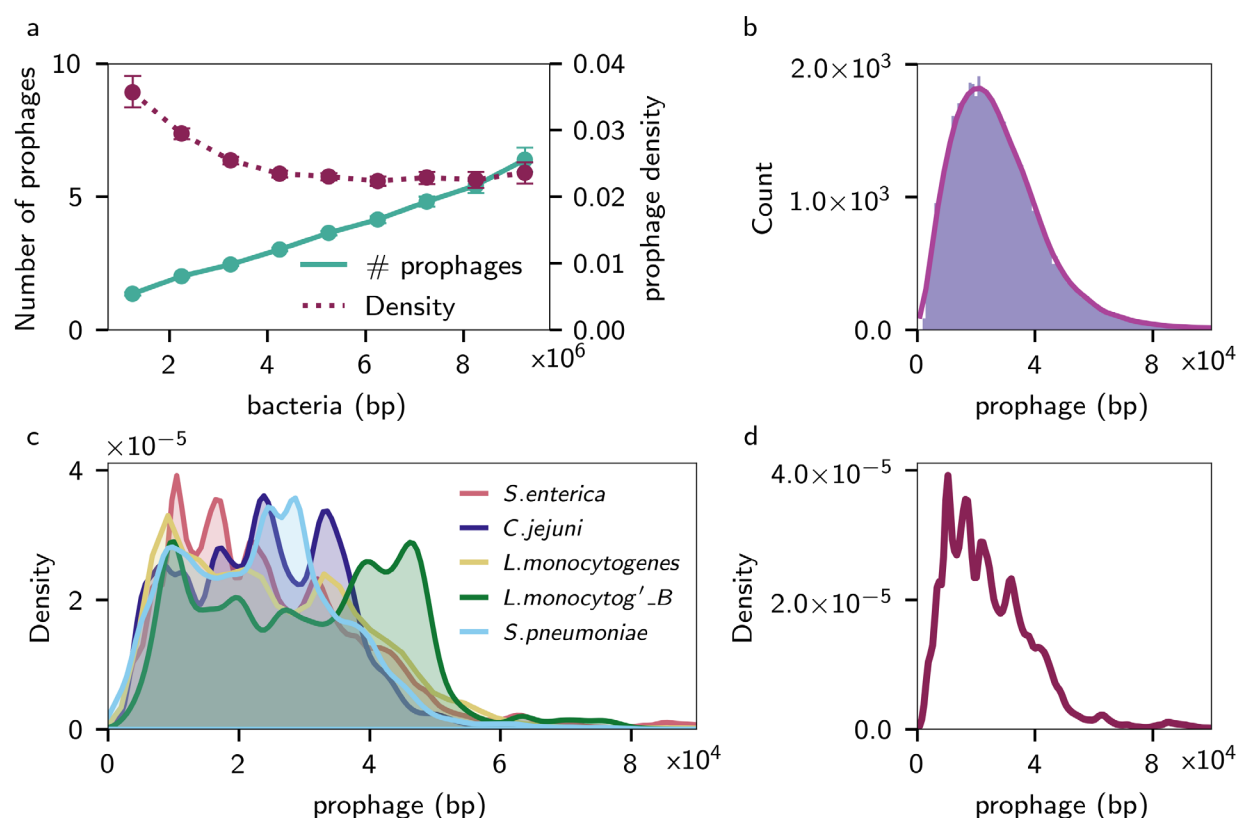 a
Number of prophages
10
5
0
0.04
0.03
0.02
0.01
0.00
prophage density
# prophages
Density
2
4
6
8
×10⁶
bacteria (bp)
b
Count
2.0×10³
1.0×10³
0.0
0
4
8
×10⁴
prophage (bp)
c
×10⁻⁵
Density
4
2
0
S.enterica
C.jejuni
L.monocytogenes
L.monocytog′_B
S.pneumoniae
0
2
4
6
8
×10⁴
prophage (bp)
d
Density
4.0×10⁻⁵
2.0×10⁻⁵
0.0
0
4
8
×10⁴
prophage (bp)